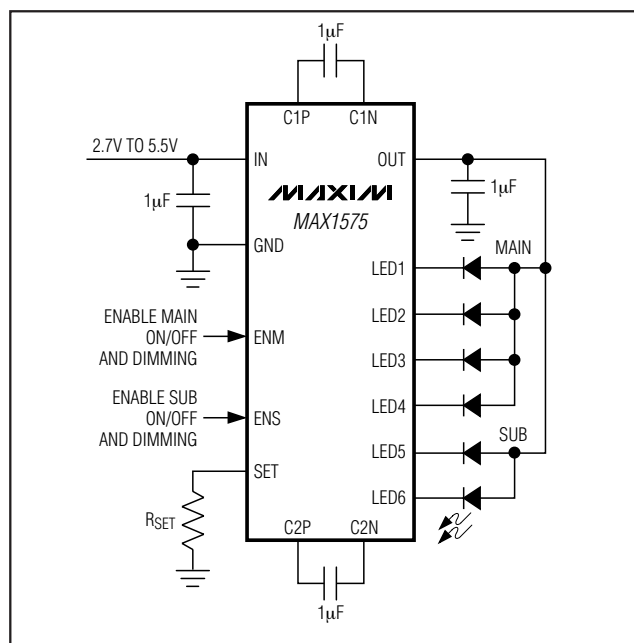 1µF
C1P C1N
2.7V TO 5.5V
IN
OUT
1µF
1µF
MAXIM
MAX1575
GND
MAIN
LED1
LED2
ENABLE MAIN
ON/OFF
AND DIMMING
ENM
LED3
LED4
ENABLE SUB
ON/OFF
AND DIMMING
ENS
SUB
LED5
SET
LED6
RSET
C2P C2N
1µF